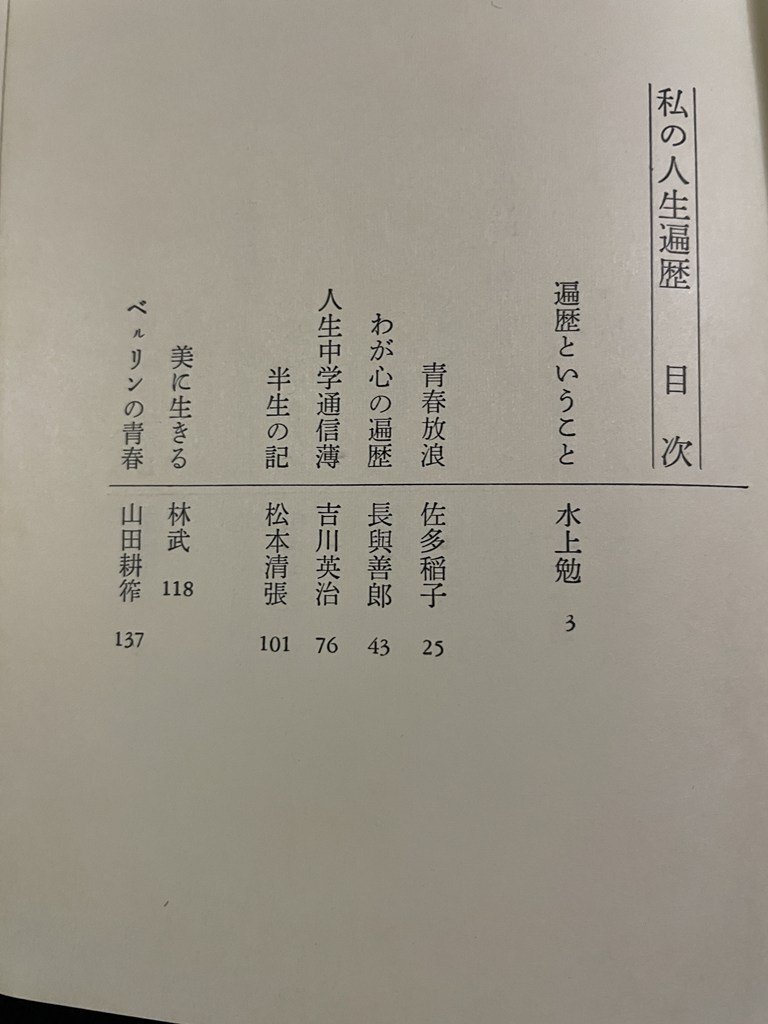 私の人生遍歴　目次
遍歴ということ　水上勉　3
青春放浪　佐多稲子　25
わが心の遍歴　長與善郎　43
人生中学通信薄　吉川英治　76
半生の記　松本清張　101
美に生きる　林武　118
ベㇽリンの青春　山田耕筰　137